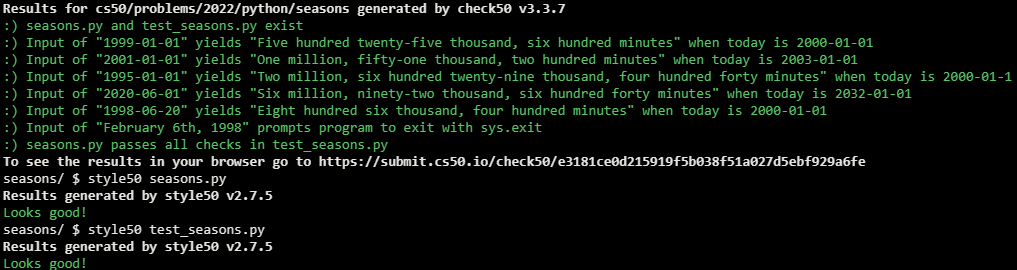 Results for cs50/problems/2022/python/seasons generated by check50 v3.3.7
:) seasons.py and test_seasons.py exist
:) Input of "1999-01-01" yields "Five hundred twenty-five thousand, six hundred minutes" when today is 2000-01-01
:) Input of "2001-01-01" yields "One million, fifty-one thousand, two hundred minutes" when today is 2003-01-01
:) Input of "1995-01-01" yields "Two million, six hundred twenty-nine thousand, four hundred forty minutes" when today is 2000-01-1
:) Input of "2020-06-01" yields "Six million, ninety-two thousand, six hundred forty minutes" when today is 2032-01-01
:) Input of "1998-06-20" yields "Eight hundred six thousand, four hundred minutes" when today is 2000-01-01
:) Input of "February 6th, 1998" prompts program to exit with sys.exit
:) seasons.py passes all checks in test_seasons.py
To see the results in your browser go to https://submit.cs50.io/check50/e3181ce0d215919f5b038f51a027d5ebf929a6fe
seasons/ $ style50 seasons.py
Results generated by style50 v2.7.5
Looks good!
seasons/ $ style50 test_seasons.py
Results generated by style50 v2.7.5
Looks good!